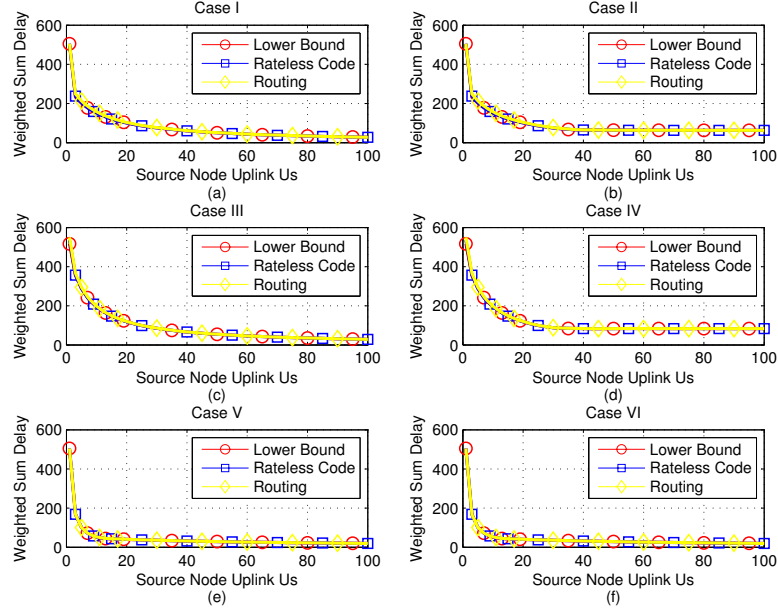 Case I
Weighted Sum Delay
600
400
200
0
Lower Bound
Rateless Code
Routing
0 20 40 60 80 100
Source Node Uplink Us
(a)
Case II
Weighted Sum Delay
600
400
200
0
Lower Bound
Rateless Code
Routing
0 20 40 60 80 100
Source Node Uplink Us
(b)
Case III
Weighted Sum Delay
600
400
200
0
Lower Bound
Rateless Code
Routing
0 20 40 60 80 100
Source Node Uplink Us
(c)
Case IV
Weighted Sum Delay
600
400
200
0
Lower Bound
Rateless Code
Routing
0 20 40 60 80 100
Source Node Uplink Us
(d)
Case V
Weighted Sum Delay
600
400
200
0
Lower Bound
Rateless Code
Routing
0 20 40 60 80 100
Source Node Uplink Us
(e)
Case VI
Weighted Sum Delay
600
400
200
0
Lower Bound
Rateless Code
Routing
0 20 40 60 80 100
Source Node Uplink Us
(f)